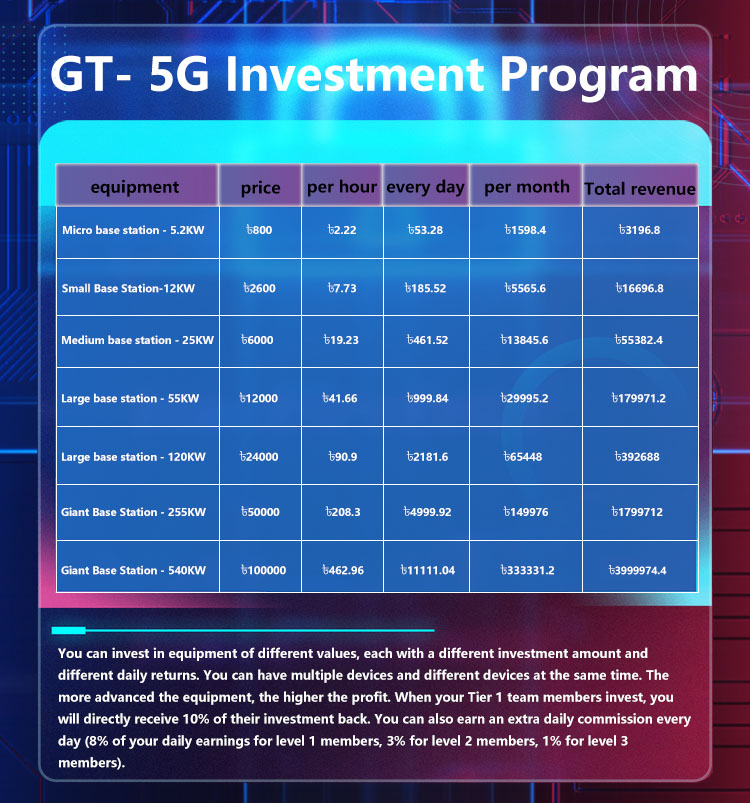 GT- 5G Investment Program
equipment price per hour every day per month Total revenue
Micro base station - 5.2KW ৳800 ৳2.22 ৳53.28 ৳1598.4 ৳3196.8
Small Base Station-12KW ৳2600 ৳7.73 ৳185.52 ৳5565.6 ৳16696.8
Medium base station - 25KW ৳6000 ৳19.23 ৳461.52 ৳13845.6 ৳55382.4
Large base station - 55KW ৳12000 ৳41.66 ৳999.84 ৳29995.2 ৳179971.2
Large base station - 120KW ৳24000 ৳90.9 ৳2181.6 ৳65448 ৳392688
Giant Base Station - 255KW ৳50000 ৳208.3 ৳4999.92 ৳149976 ৳1799712
Giant Base Station - 540KW ৳100000 ৳462.96 ৳11111.04 ৳333331.2 ৳3999974.4
You can invest in equipment of different values, each with a different investment amount and
different daily returns. You can have multiple devices and different devices at the same time. The
more advanced the equipment, the higher the profit. When your Tier 1 team members invest, you
will directly receive 10% of their investment back. You can also earn an extra daily commission every
day (8% of your daily earnings for level 1 members, 3% for level 2 members, 1% for level 3
members).